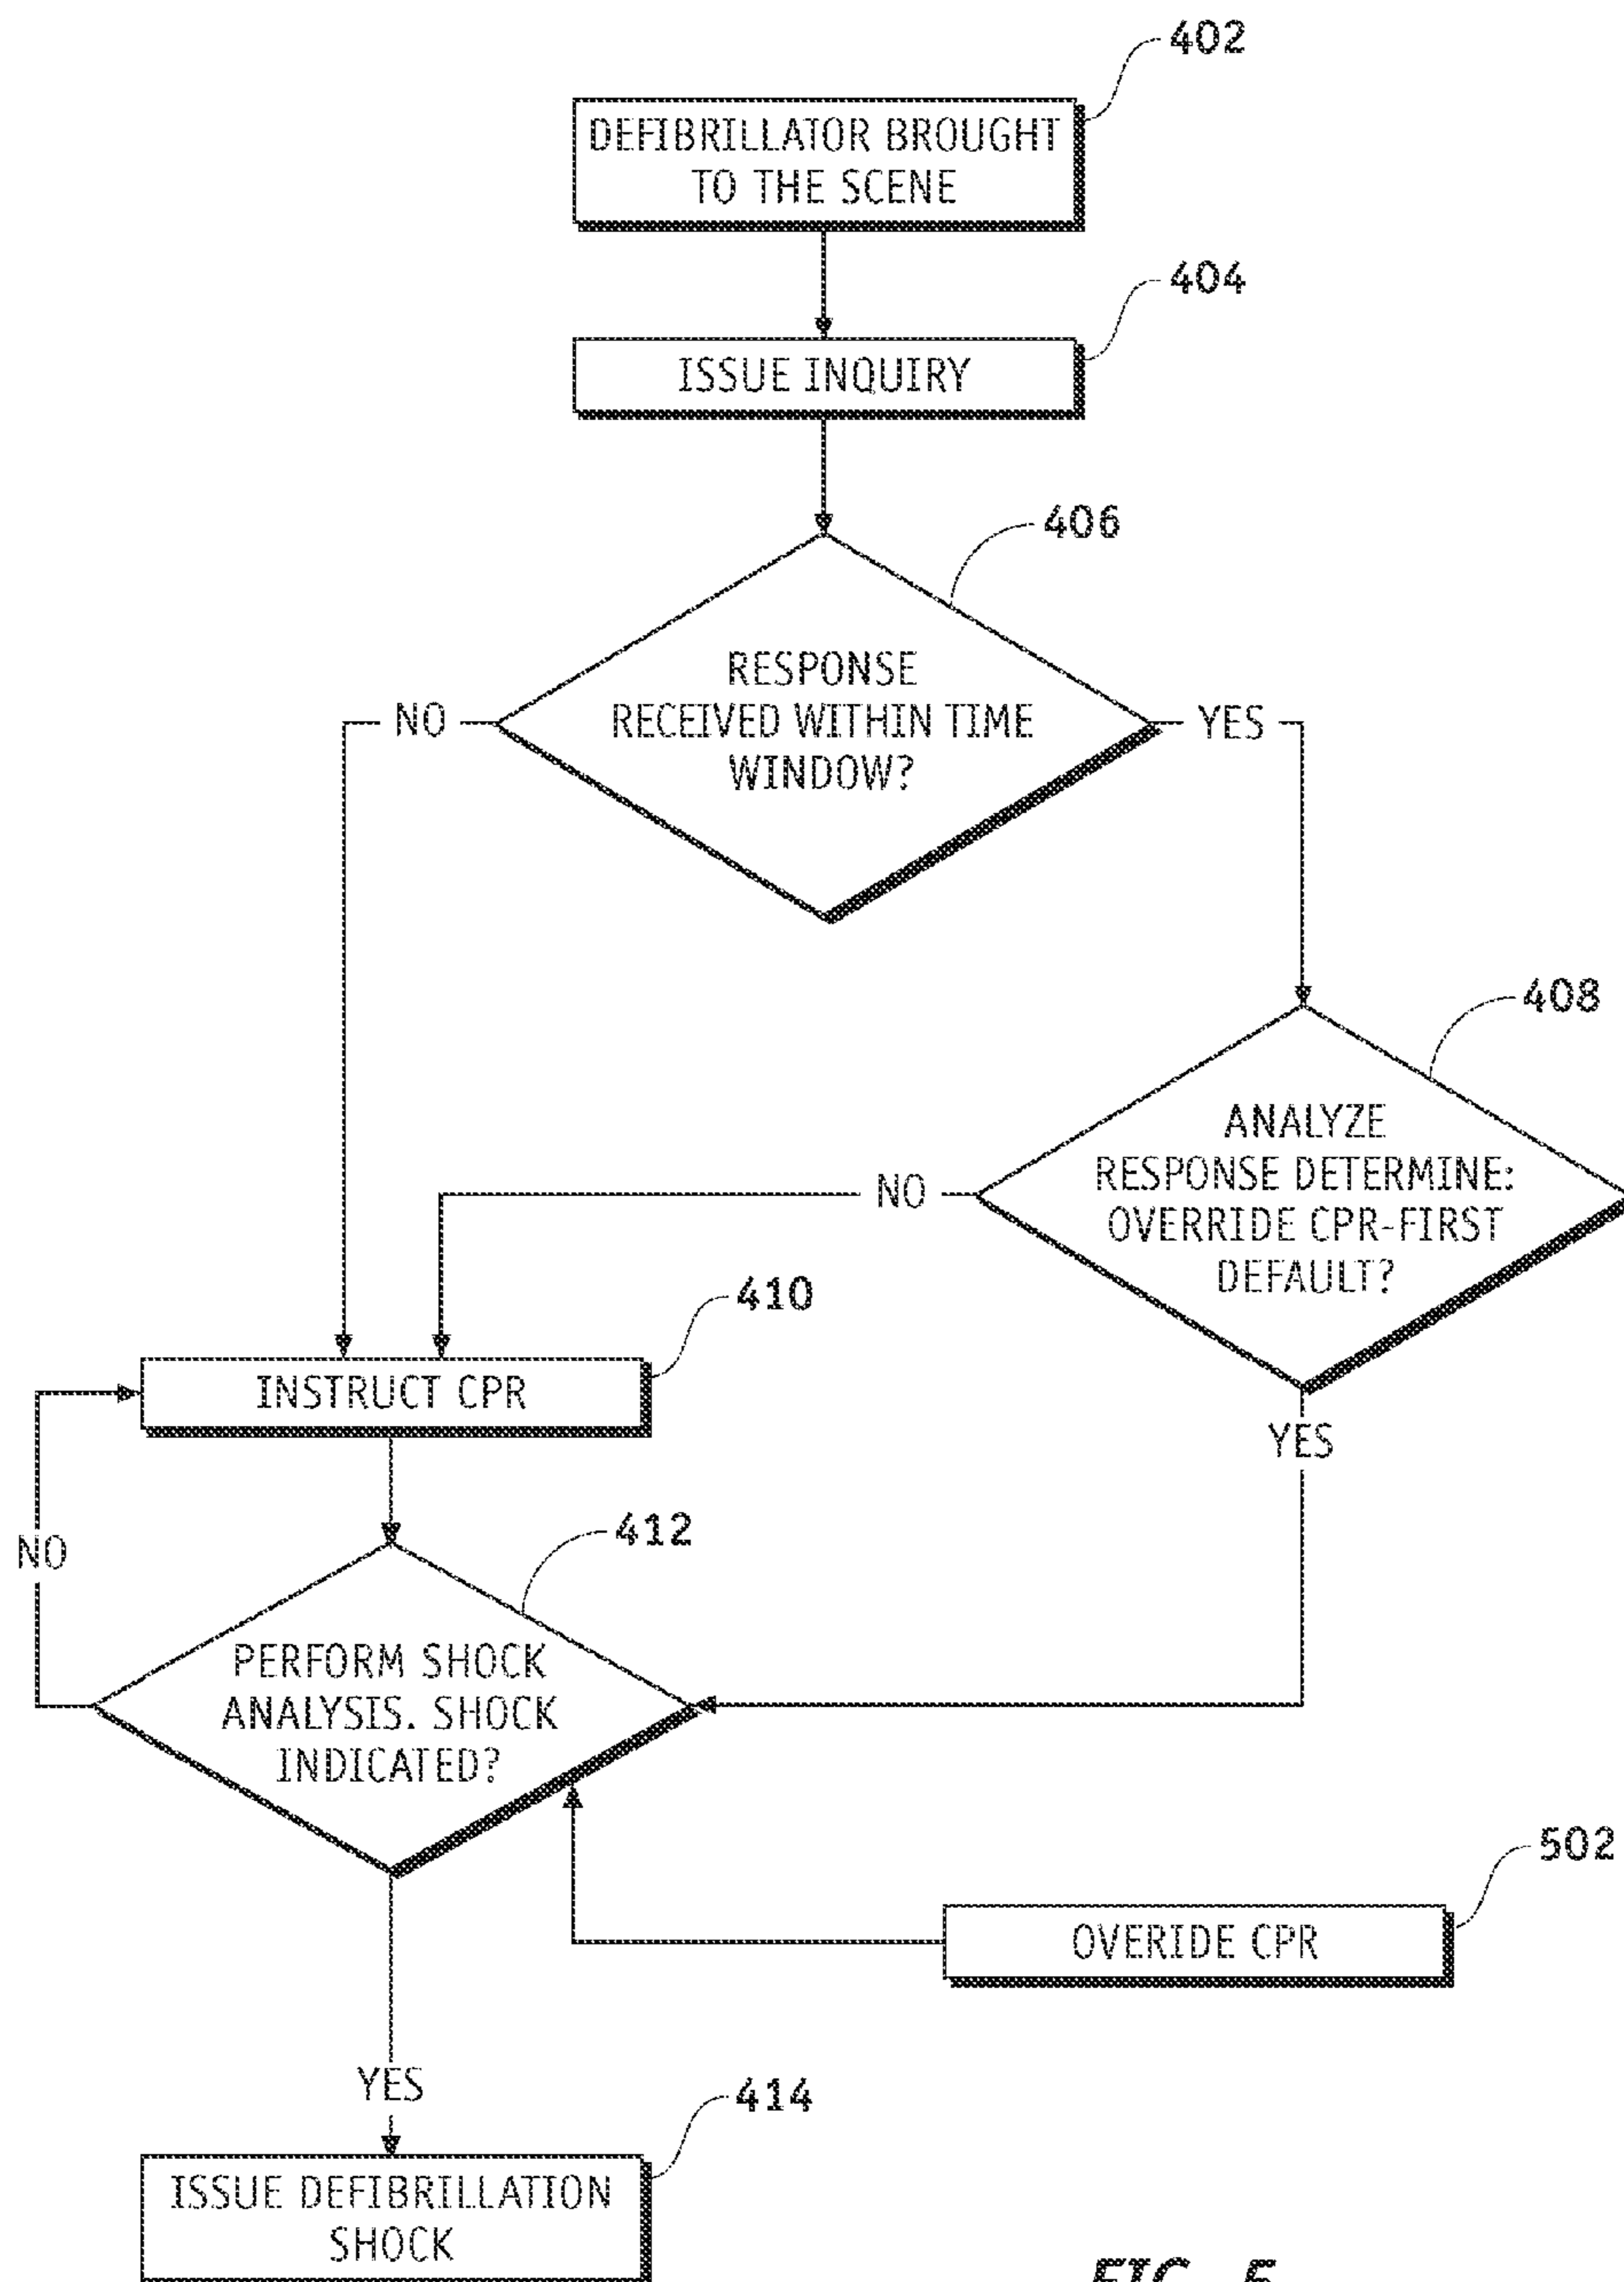 402
DEFIBRILLATOR BROUGHT
TO THE SCENE
404
ISSUE INQUIRY
406
RESPONSE
RECEIVED WITHIN TIME
WINDOW?
NO
YES
408
ANALYZE
RESPONSE DETERMINE:
OVERRIDE CPR-FIRST
DEFAULT?
NO
YES
410
INSTRUCT CPR
NO
412
PERFORM SHOCK
ANALYSIS. SHOCK
INDICATED?
502
OVERIDE CPR
YES
414
ISSUE DEFIBRILLATION
SHOCK
FIG. 5